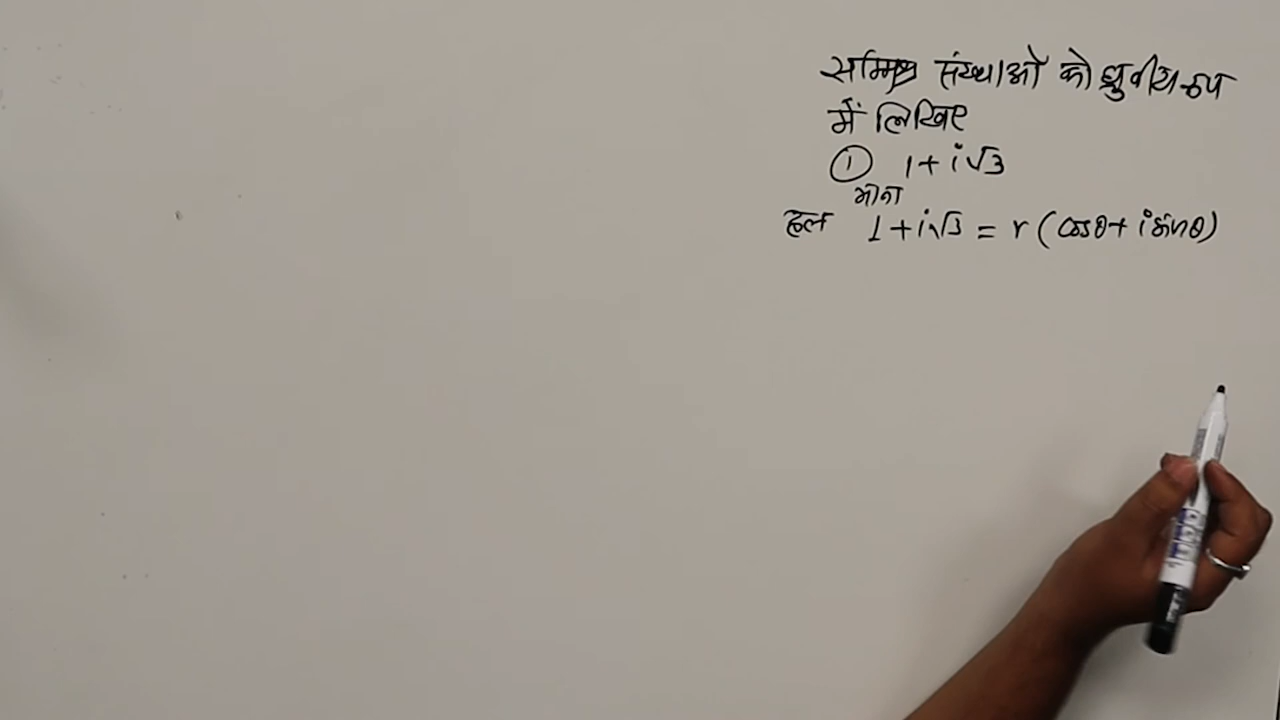 सम्मिश्र संख्याओं को ध्रुवीय रूप
में लिखिए
① 1 + i√3
माना
हल 1 + i√3 = r (cosθ + i sinθ)